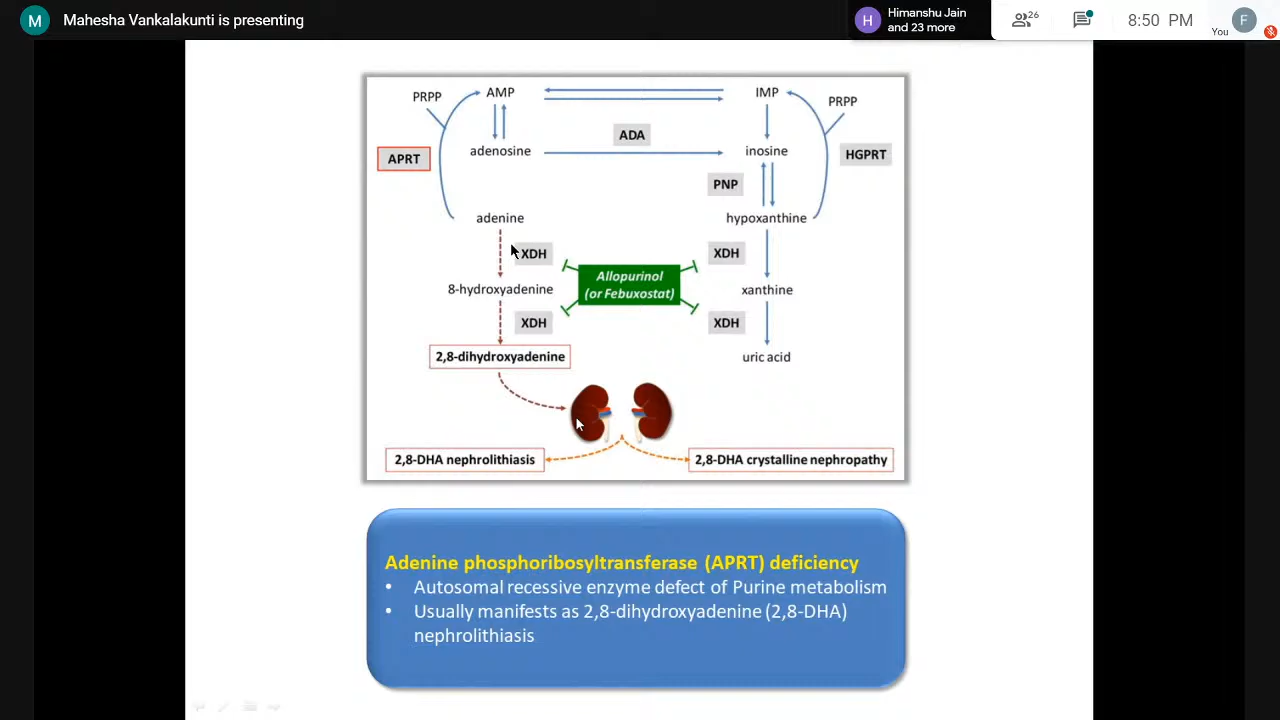 M Mahesha Vankalakunti is presenting
H Himanshu Jain
and 23 more
26
8:50 PM
You
F
PRPP AMP IMP PRPP
ADA
APRT adenosine inosine HGPRT
PNP
adenine hypoxanthine
XDH XDH
Allopurinol
(or Febuxostat)
8-hydroxyadenine xanthine
XDH XDH
2,8-dihydroxyadenine uric acid
2,8-DHA nephrolithiasis 2,8-DHA crystalline nephropathy
Adenine phosphoribosyltransferase (APRT) deficiency
• Autosomal recessive enzyme defect of Purine metabolism
• Usually manifests as 2,8-dihydroxyadenine (2,8-DHA)
nephrolithiasis